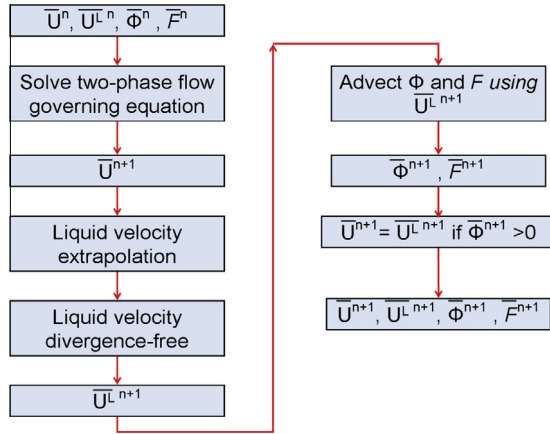 U̅ⁿ, U̅ᴸ ⁿ, Φ̅ⁿ, F̅ⁿ
Solve two-phase flow
governing equation
U̅ⁿ⁺¹
Liquid velocity
extrapolation
Liquid velocity
divergence-free
U̅ᴸ ⁿ⁺¹
Advect Φ and F using
U̅ᴸ ⁿ⁺¹
Φ̅ⁿ⁺¹ , F̅ⁿ⁺¹
U̅ⁿ⁺¹= U̅ᴸ ⁿ⁺¹ if Φ̅ⁿ⁺¹ >0
U̅ⁿ⁺¹, U̅ᴸ ⁿ⁺¹, Φ̅ⁿ⁺¹ , F̅ⁿ⁺¹